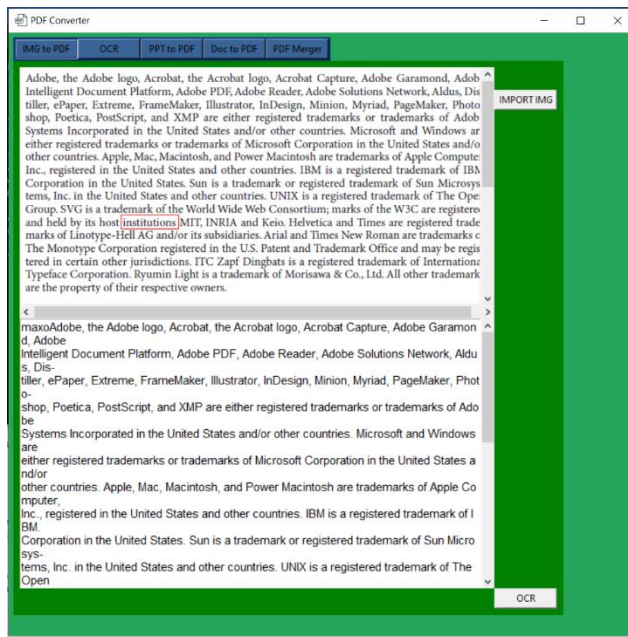 PDF Converter
IMG to PDF OCR PPT to PDF Doc to PDF PDF Merger
Adobe, the Adobe logo, Acrobat, the Acrobat logo, Acrobat Capture, Adobe Garamond, Adob
Intelligent Document Platform, Adobe PDF, Adobe Reader, Adobe Solutions Network, Aldus, Dis
tiller, ePaper, Extreme, FrameMaker, Illustrator, InDesign, Minion, Myriad, PageMaker, Photo
shop, Poetica, PostScript, and XMP are either registered trademarks or trademarks of Adob
Systems Incorporated in the United States and/or other countries. Microsoft and Windows ar
either registered trademarks or trademarks of Microsoft Corporation in the United States and/o
other countries. Apple, Mac, Macintosh, and Power Macintosh are trademarks of Apple Compute
Inc., registered in the United States and other countries. IBM is a registered trademark of IBM
Corporation in the United States. Sun is a trademark or registered trademark of Sun Microsys
tems, Inc. in the United States and other countries. UNIX is a registered trademark of The Ope
Group. SVG is a trademark of the World Wide Web Consortium; marks of the W3C are registere
and held by its host institutions MIT, INRIA and Keio. Helvetica and Times are registered trade
marks of Linotype-Hell AG and/or its subsidiaries. Arial and Times New Roman are trademarks o
The Monotype Corporation registered in the U.S. Patent and Trademark Office and may be regis
tered in certain other jurisdictions. ITC Zapf Dingbats is a registered trademark of Internationa
Typeface Corporation. Ryumin Light is a trademark of Morisawa & Co., Ltd. All other trademark
are the property of their respective owners.
IMPORT IMG
maxoAdobe, the Adobe logo, Acrobat, the Acrobat logo, Acrobat Capture, Adobe Garamon
d, Adobe
Intelligent Document Platform, Adobe PDF, Adobe Reader, Adobe Solutions Network, Aldu
s, Dis-
tiller, ePaper, Extreme, FrameMaker, Illustrator, InDesign, Minion, Myriad, PageMaker, Phot
o-
shop, Poetica, PostScript, and XMP are either registered trademarks or trademarks of Ado
be
Systems Incorporated in the United States and/or other countries. Microsoft and Windows
are
either registered trademarks or trademarks of Microsoft Corporation in the United States a
nd/or
other countries. Apple, Mac, Macintosh, and Power Macintosh are trademarks of Apple Co
mputer,
Inc., registered in the United States and other countries. IBM is a registered trademark of I
BM.
Corporation in the United States. Sun is a trademark or registered trademark of Sun Micro
sys-
tems, Inc. in the United States and other countries. UNIX is a registered trademark of The
Open
OCR